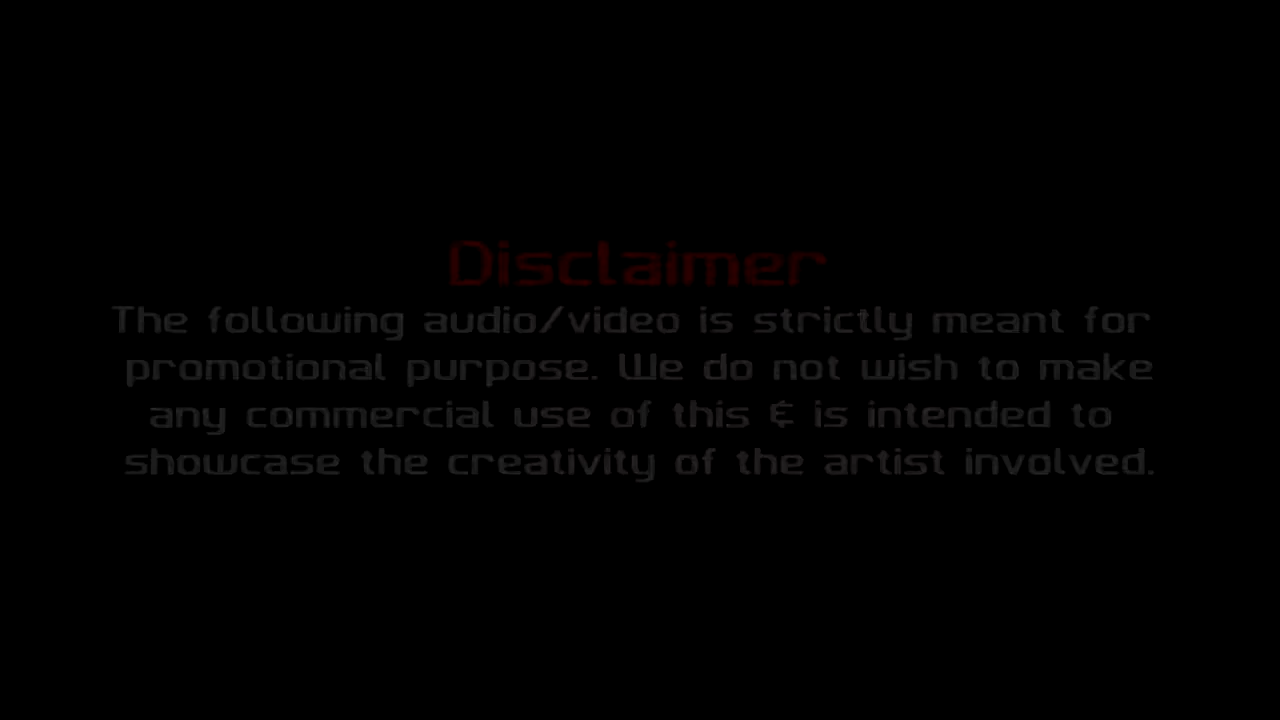 Disclaimer
The following audio/video is strictly meant for
promotional purpose. We do not wish to make
any commercial use of this & is intended to
showcase the creativity of the artist involved.